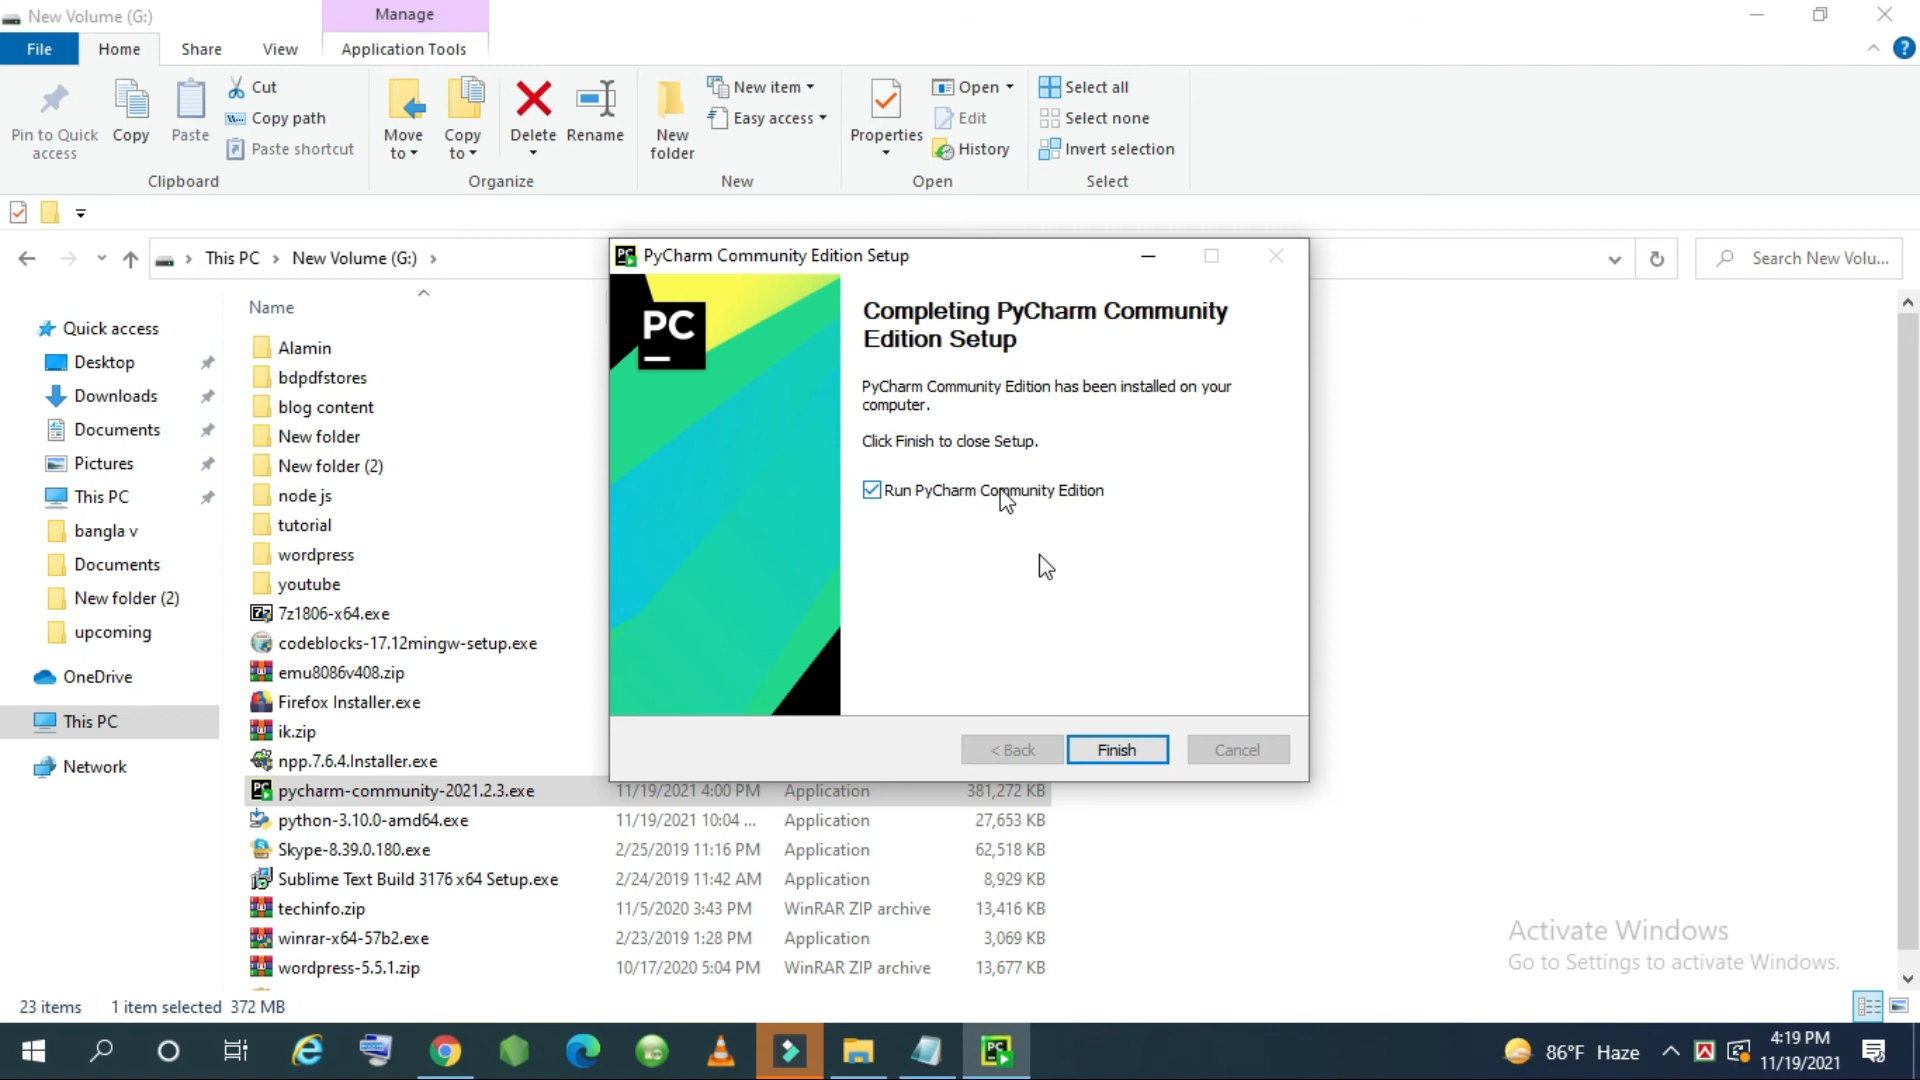 New Volume (G:)
Manage
File
Home
Share
View
Application Tools
Pin to Quick
access
Copy
Paste
Cut
Copy path
Paste shortcut
Clipboard
Move
to
Copy
to
Delete
Rename
Organize
New
folder
New item
Easy access
New
Properties
Open
Edit
History
Open
Select all
Select none
Invert selection
Select
This PC
New Volume (G:)
Search New Volu...
Quick access
Desktop
Downloads
Documents
Pictures
This PC
bangla v
Documents
New folder (2)
upcoming
OneDrive
This PC
Network
Name
Alamin
bdpdfstores
blog content
New folder
New folder (2)
node js
tutorial
wordpress
youtube
7z1806-x64.exe
codeblocks-17.12mingw-setup.exe
emu8086v408.zip
Firefox Installer.exe
ik.zip
npp.7.6.4.Installer.exe
pycharm-community-2021.2.3.exe 11/19/2021 4:00 PM Application 381,272 KB
python-3.10.0-amd64.exe 11/19/2021 10:04 ... Application 27,653 KB
Skype-8.39.0.180.exe 2/25/2019 11:16 PM Application 62,518 KB
Sublime Text Build 3176 x64 Setup.exe 2/24/2019 11:42 AM Application 8,929 KB
techinfo.zip 11/5/2020 3:43 PM WinRAR ZIP archive 13,416 KB
winrar-x64-57b2.exe 2/23/2019 1:28 PM Application 3,069 KB
wordpress-5.5.1.zip 10/17/2020 5:04 PM WinRAR ZIP archive 13,677 KB
PyCharm Community Edition Setup
PC
Completing PyCharm Community
Edition Setup
PyCharm Community Edition has been installed on your
computer.
Click Finish to close Setup.
Run PyCharm Community Edition
< Back
Finish
Cancel
Activate Windows
Go to Settings to activate Windows.
23 items
1 item selected 372 MB
86°F Haze
4:19 PM
11/19/2021